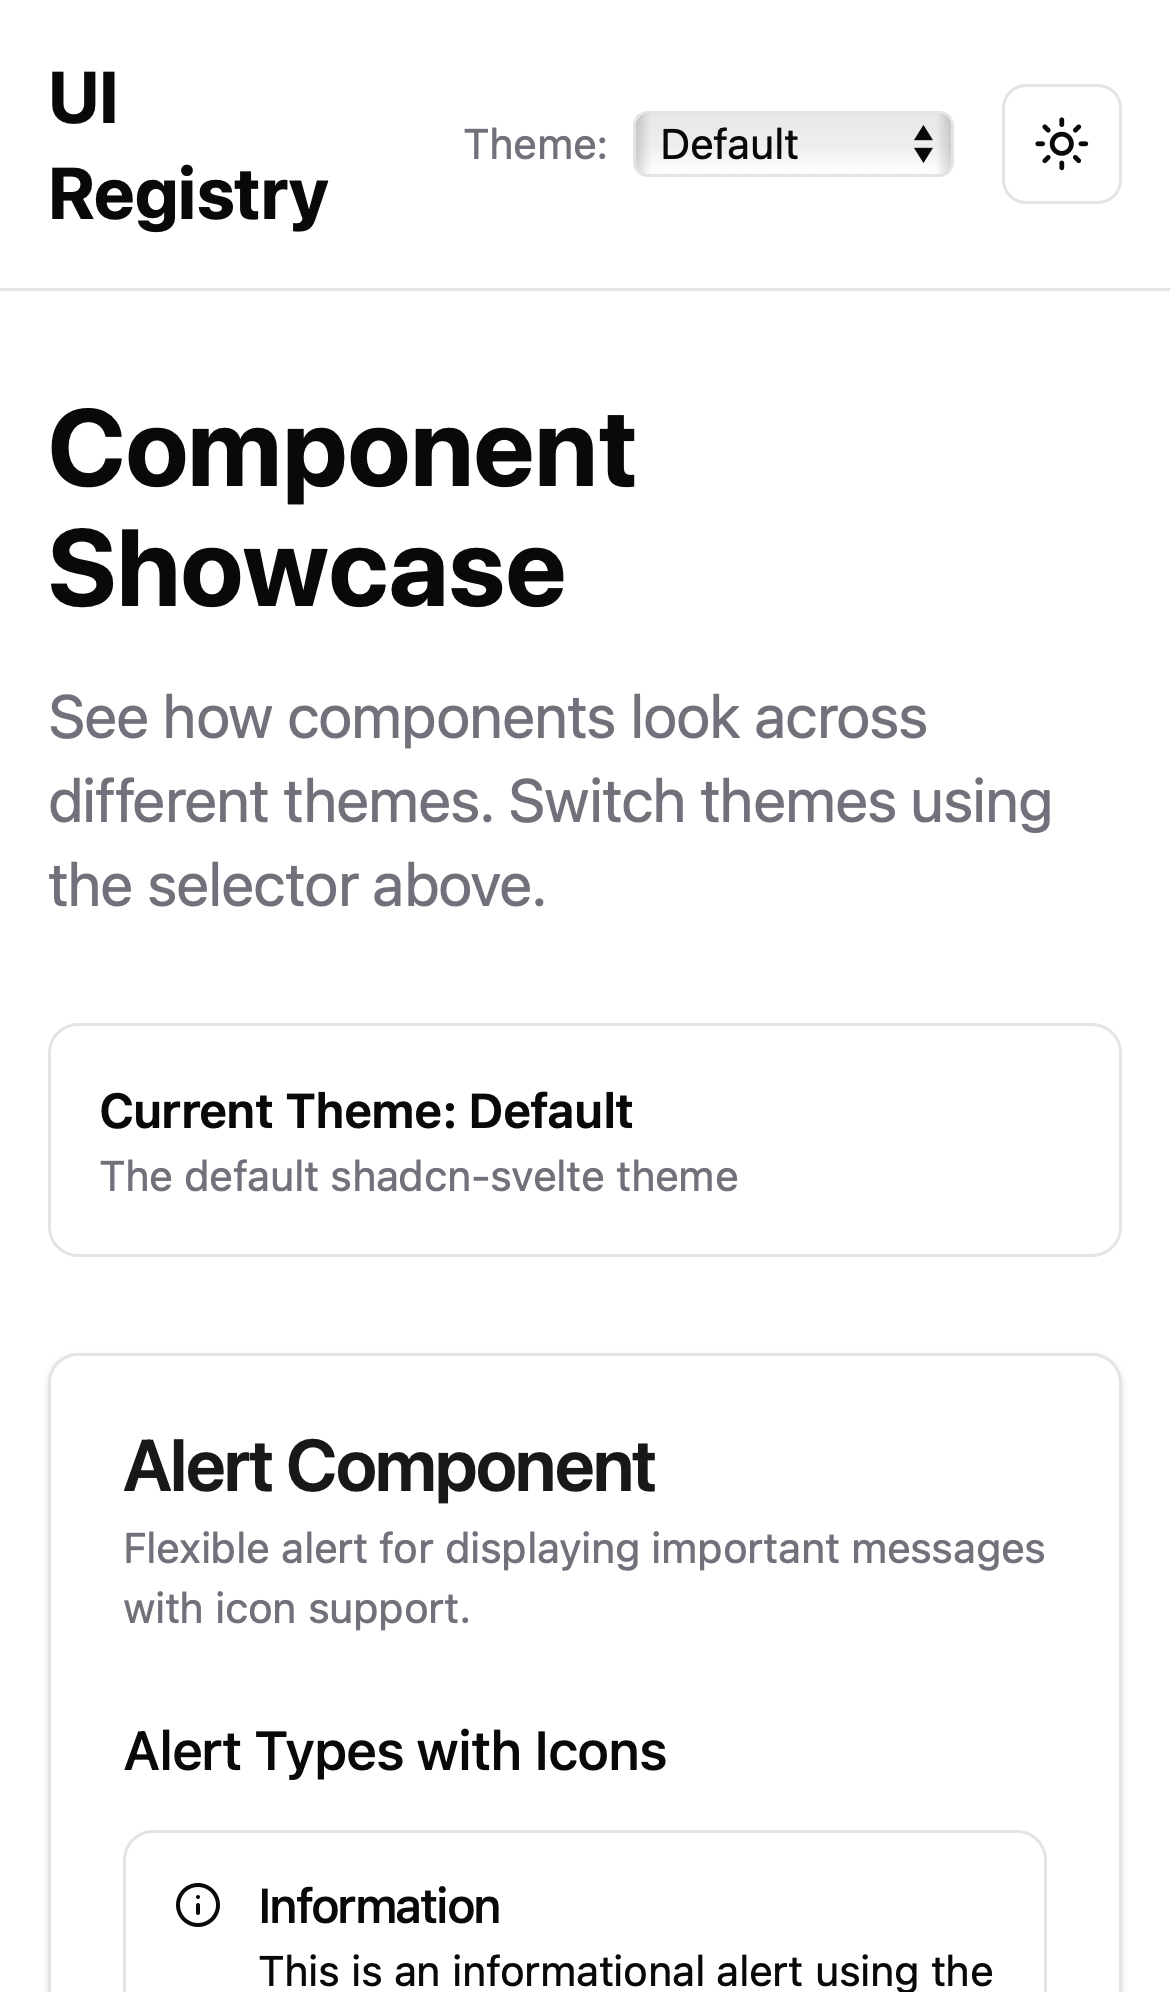 UI
Registry
Theme:
Default
Component
Showcase
See how components look across
different themes. Switch themes using
the selector above.
Current Theme: Default
The default shadcn-svelte theme
Alert Component
Flexible alert for displaying important messages
with icon support.
Alert Types with Icons
Information
This is an informational alert using the